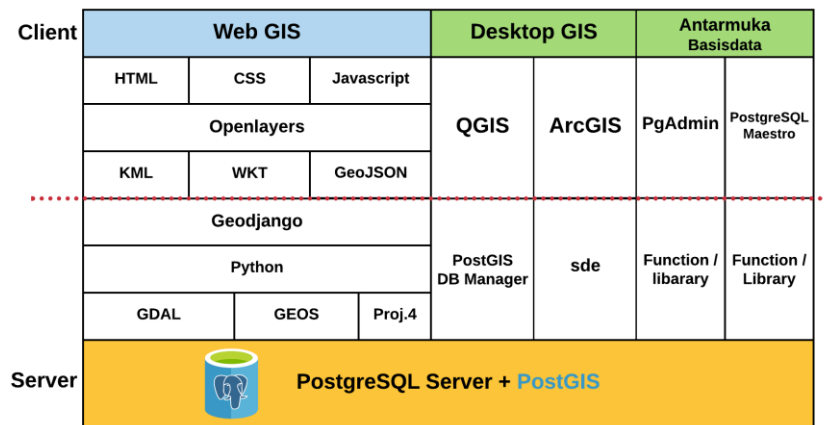 Client
Web GIS
Desktop GIS
Antarmuka
Basisdata
HTML
CSS
Javascript
Openlayers
KML
WKT
GeoJSON
QGIS
ArcGIS
PgAdmin
PostgreSQL
Maestro
Geodjango
Python
GDAL
GEOS
Proj.4
PostGIS
DB Manager
sde
Function /
libarary
Function /
Library
Server
PostgreSQL Server + PostGIS